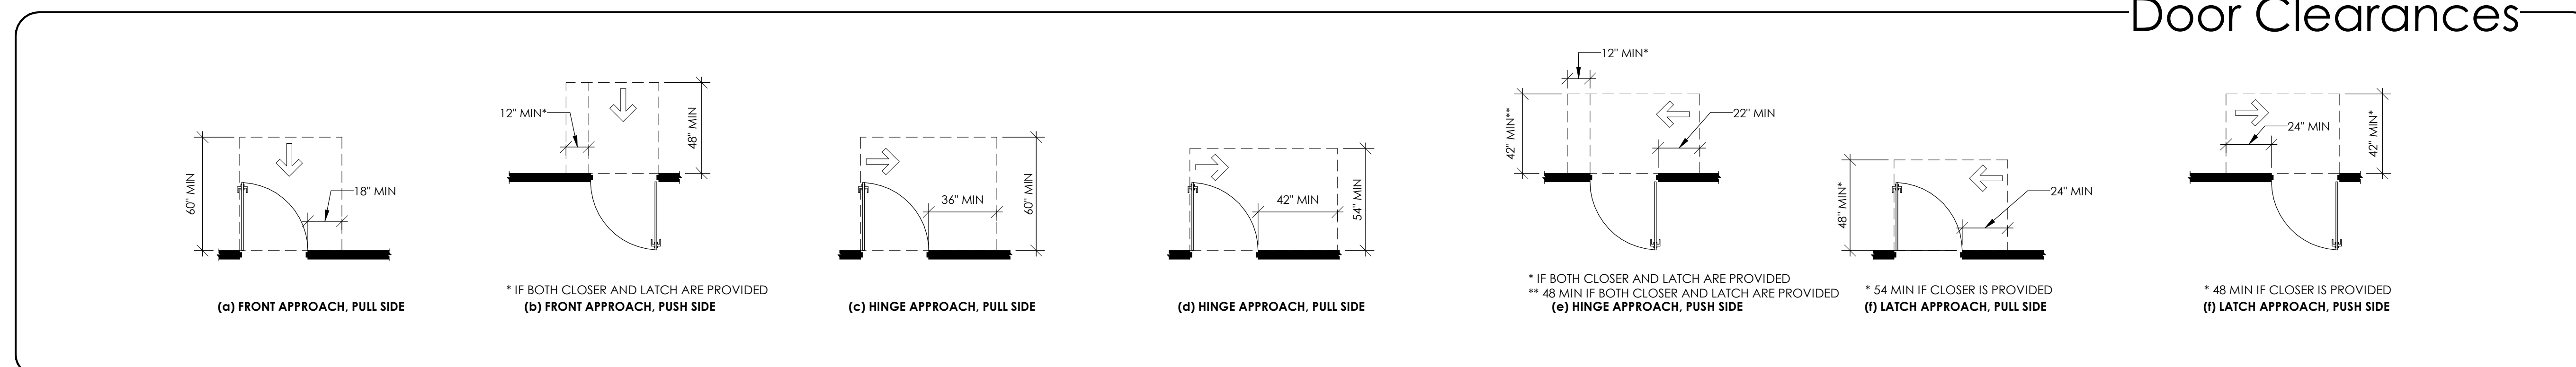 Door Clearances
60" MIN
18" MIN
(a) FRONT APPROACH, PULL SIDE
12" MIN*
48" MIN
* IF BOTH CLOSER AND LATCH ARE PROVIDED
(b) FRONT APPROACH, PUSH SIDE
36" MIN
60" MIN
(c) HINGE APPROACH, PULL SIDE
42" MIN
54" MIN
(d) HINGE APPROACH, PULL SIDE
12" MIN*
42" MIN**
22" MIN
* IF BOTH CLOSER AND LATCH ARE PROVIDED
** 48 MIN IF BOTH CLOSER AND LATCH ARE PROVIDED
(e) HINGE APPROACH, PUSH SIDE
48" MIN*
24" MIN
* 54 MIN IF CLOSER IS PROVIDED
(f) LATCH APPROACH, PULL SIDE
24" MIN
42" MIN*
* 48 MIN IF CLOSER IS PROVIDED
(f) LATCH APPROACH, PUSH SIDE